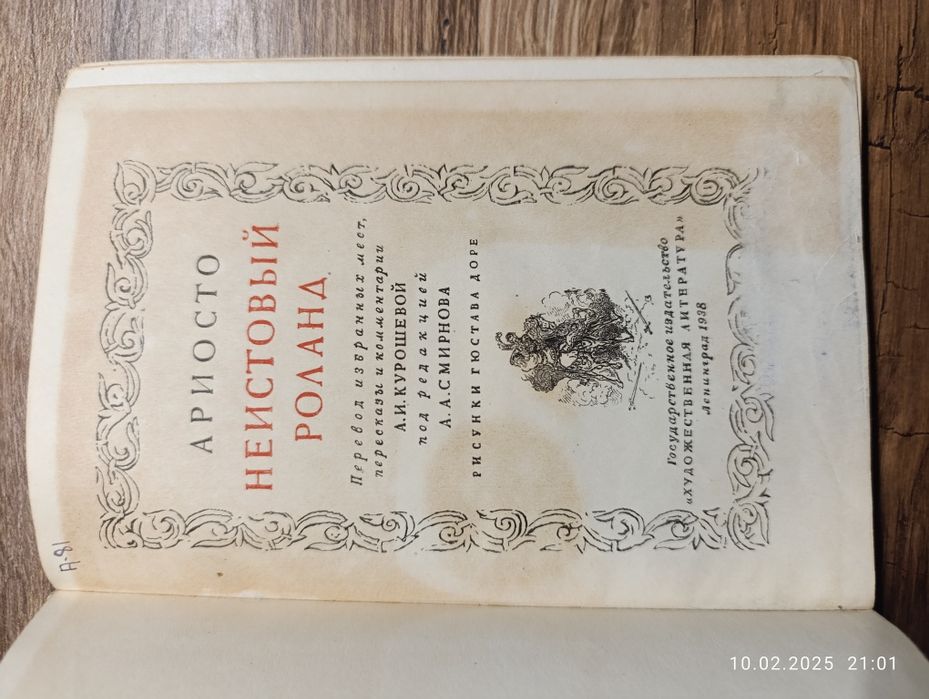 А-81
АРИОСТО
НЕИСТОВЫЙ
РОЛАНД
Перевод избранных мест,
пересказы и комментарии
А.И.КУРОШЕВОЙ
под редакцией
А.А.СМИРНОВА
РИСУНКИ ГЮСТАВА ДОРЕ
Государственное издательство
«ХУДОЖЕСТВЕННАЯ ЛИТЕРАТУРА»
Ленинград 1938
10.02.2025 21:01